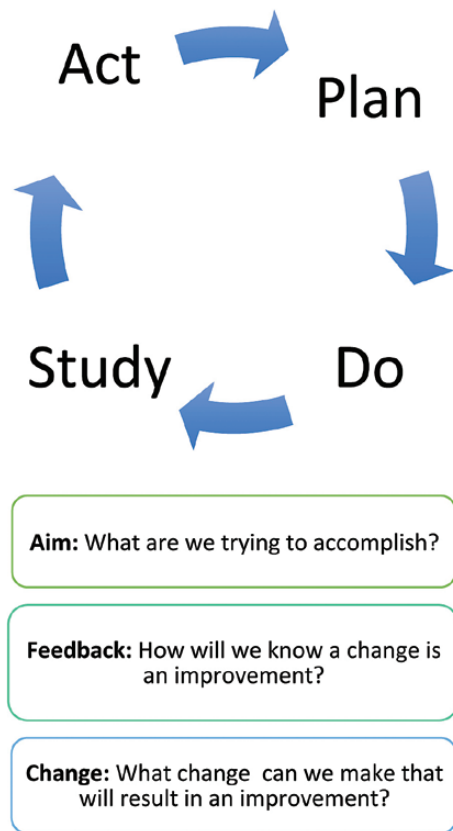 Act
Plan
Study
Do
Aim: What are we trying to accomplish?
Feedback: How will we know a change is
an improvement?
Change: What change can we make that
will result in an improvement?